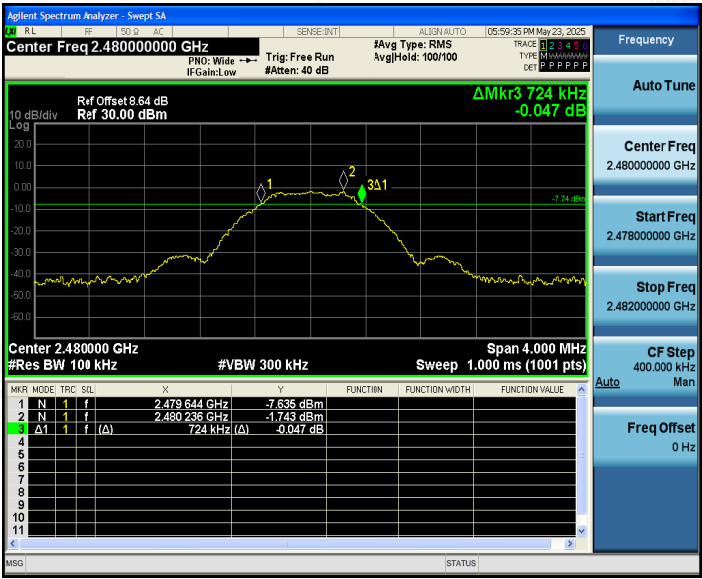 Agilent Spectrum Analyzer - Swept SA
LXI RL FF 50 Ω AC SENSE:INT ALIGN AUTO 05:59:35 PM May 23, 2025
Center Freq 2.480000000 GHz
PNO: Wide
IFGain:Low
Trig: Free Run
#Atten: 40 dB
#Avg Type: RMS
Avg|Hold: 100/100
TRACE 1 2 3 4 5 6
TYPE M WWWWW
DET P P P P P P
ΔMkr3 724 kHz
-0.047 dB
Ref Offset 8.64 dB
10 dB/div Ref 30.00 dBm
Log
20.0
10.0
0.00
-10.0
-20.0
-30.0
-40.0
-50.0
-60.0
1
2
3Δ1
-7.74 dBm
Center 2.480000 GHz
#Res BW 100 kHz
#VBW 300 kHz
Span 4.000 MHz
Sweep 1.000 ms (1001 pts)
MKR MODE TRC SCL X Y FUNCTION FUNCTION WIDTH FUNCTION VALUE
1 N 1 f 2.479 644 GHz -7.635 dBm
2 N 1 f 2.480 236 GHz -1.743 dBm
3 Δ1 1 f (Δ) 724 kHz (Δ) -0.047 dB
4
5
6
7
8
9
10
11
MSG
STATUS
Frequency
Auto Tune
Center Freq
2.480000000 GHz
Start Freq
2.478000000 GHz
Stop Freq
2.482000000 GHz
CF Step
400.000 kHz
Auto Man
Freq Offset
0 Hz